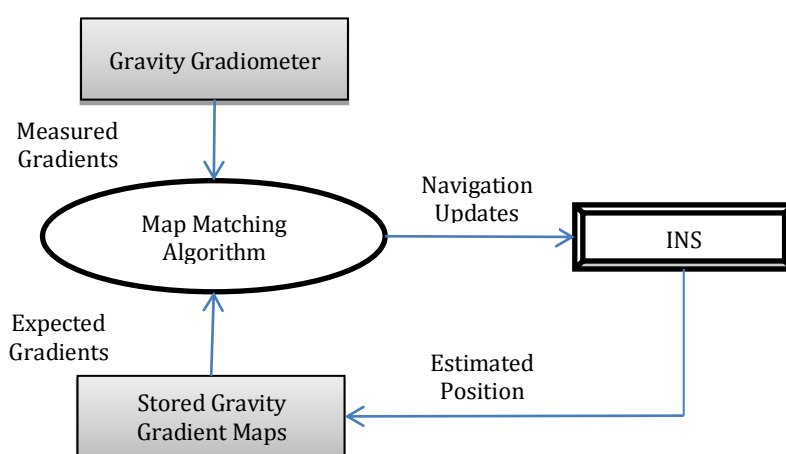 Gravity Gradiometer
Measured
Gradients
Navigation
Updates
Map Matching
Algorithm
INS
Expected
Gradients
Estimated
Position
Stored Gravity
Gradient Maps